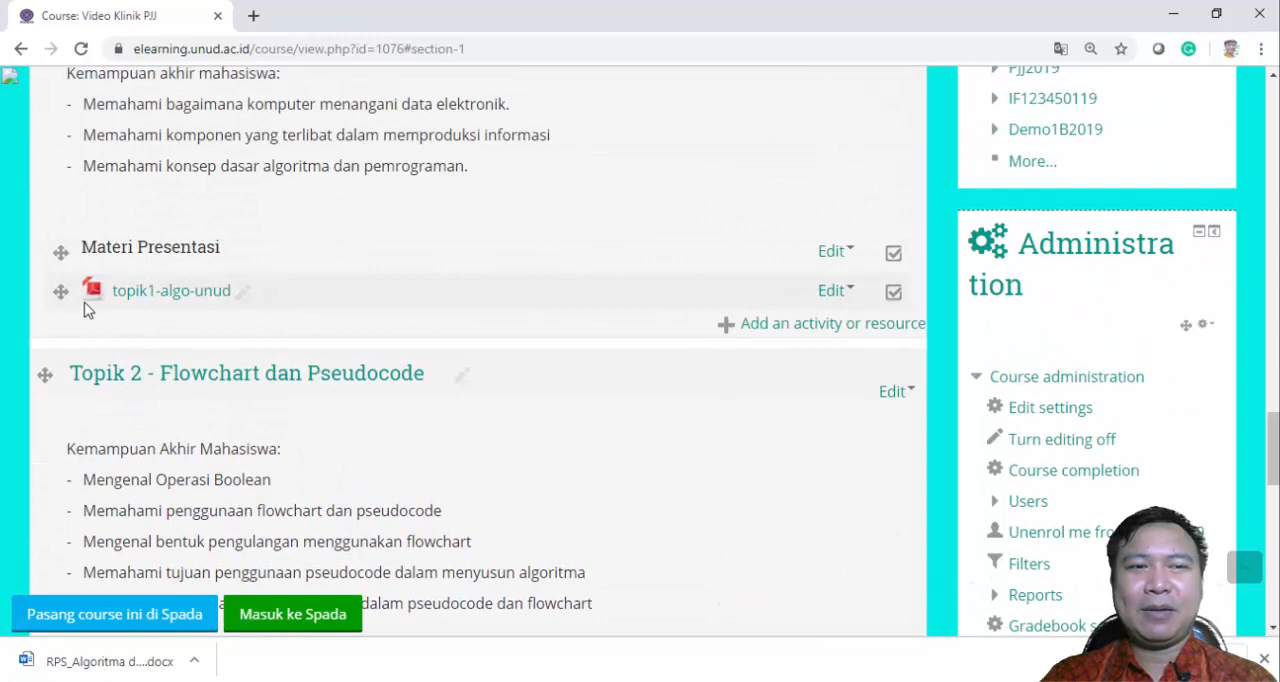 Course: Video Klinik PJJ
elearning.unud.ac.id/course/view.php?id=1076#section-1
Kemampuan akhir mahasiswa:
- Memahami bagaimana komputer menangani data elektronik.
- Memahami komponen yang terlibat dalam memproduksi informasi
- Memahami konsep dasar algoritma dan pemrograman.
Materi Presentasi
Edit
topik1-algo-unud
Edit
Add an activity or resource
Topik 2 - Flowchart dan Pseudocode
Edit
Kemampuan Akhir Mahasiswa:
- Mengenal Operasi Boolean
- Memahami penggunaan flowchart dan pseudocode
- Mengenal bentuk pengulangan menggunakan flowchart
- Memahami tujuan penggunaan pseudocode dalam menyusun algoritma
dalam pseudocode dan flowchart
Pasang course ini di Spada
Masuk ke Spada
PJJ2019
IF123450119
Demo1B2019
More...
Administra
tion
Course administration
Edit settings
Turn editing off
Course completion
Users
Unenrol me
Filters
Reports
Gradebook
RPS_Algoritma d....docx